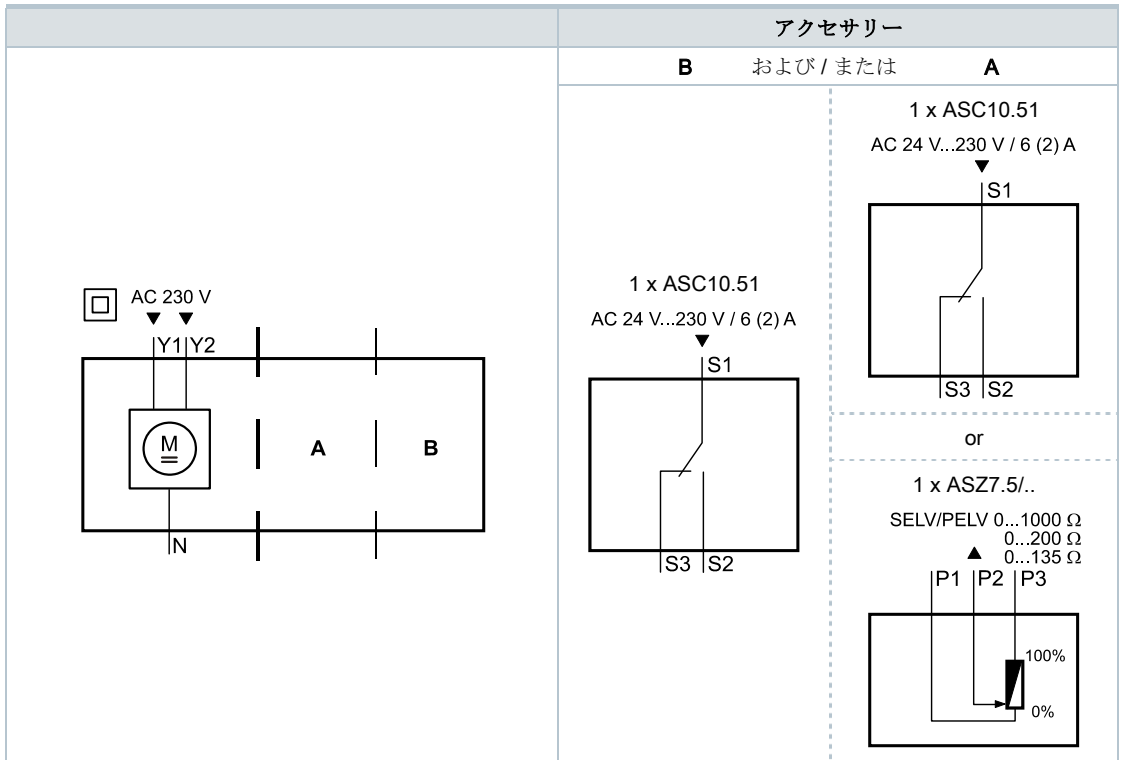 アクセサリー
B および / または A
AC 230 V
Y1 Y2
M
A
B
N
1 x ASC10.51
AC 24 V...230 V / 6 (2) A
S1
S3 S2
1 x ASC10.51
AC 24 V...230 V / 6 (2) A
S1
S3 S2
or
1 x ASZ7.5/..
SELV/PELV 0...1000 Ω
0...200 Ω
0...135 Ω
P1 P2 P3
100%
0%